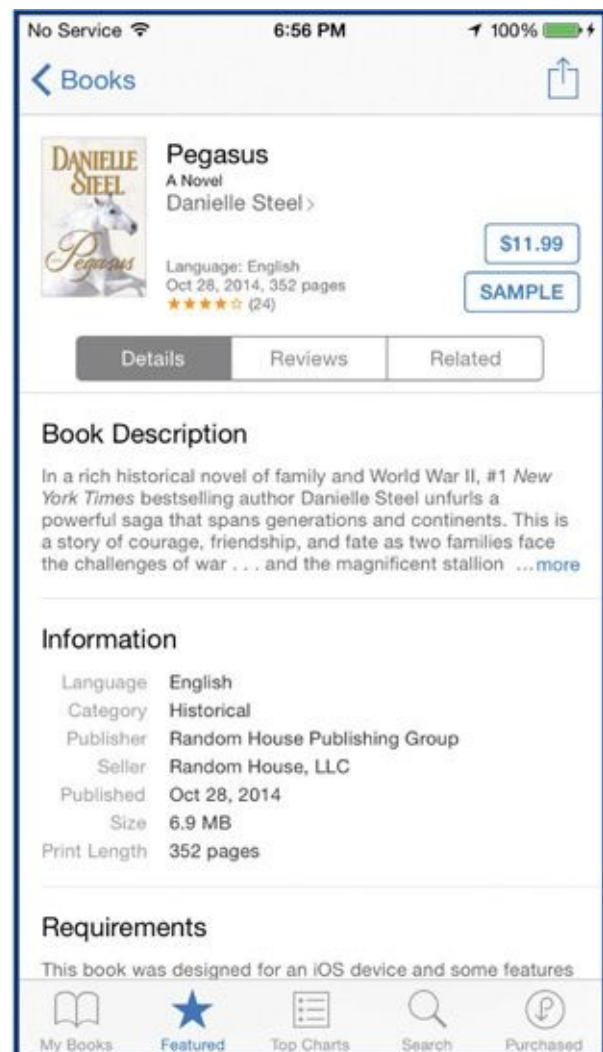 No Service 6:56 PM 100%
Books
DANIELLE
STEEL
Pegasus
Pegasus
A Novel
Danielle Steel >
Language: English
Oct 28, 2014, 352 pages
★★★★☆ (24)
$11.99
SAMPLE
Details Reviews Related
Book Description
In a rich historical novel of family and World War II, #1 New
York Times bestselling author Danielle Steel unfurls a
powerful saga that spans generations and continents. This is
a story of courage, friendship, and fate as two families face
the challenges of war . . . and the magnificent stallion ...more
Information
Language English
Category Historical
Publisher Random House Publishing Group
Seller Random House, LLC
Published Oct 28, 2014
Size 6.9 MB
Print Length 352 pages
Requirements
This book was designed for an iOS device and some features
My Books Featured Top Charts Search Purchased